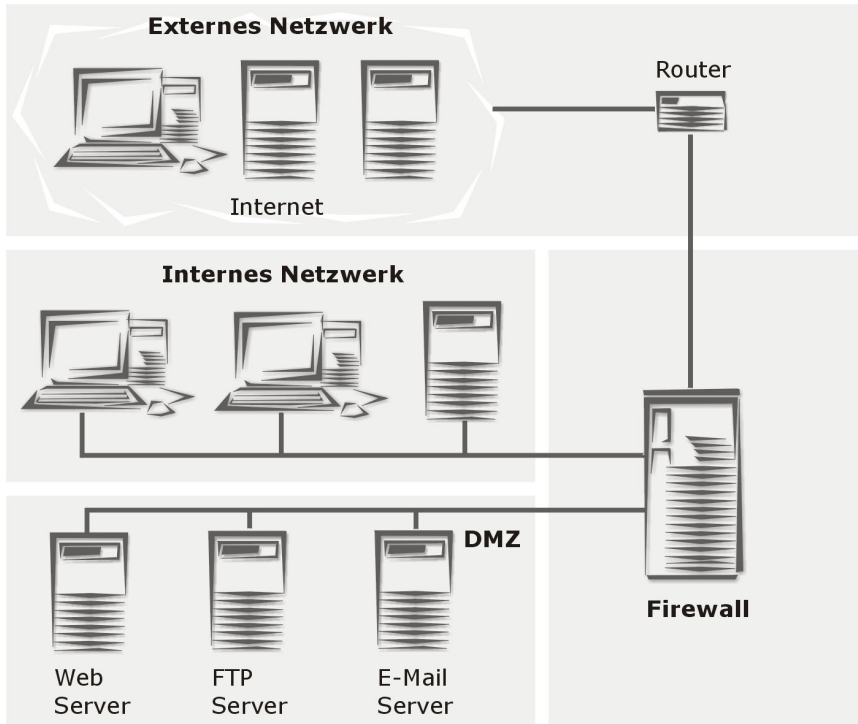 Externes Netzwerk
Router
Internet
Internes Netzwerk
DMZ
Firewall
Web
Server
FTP
Server
E-Mail
Server